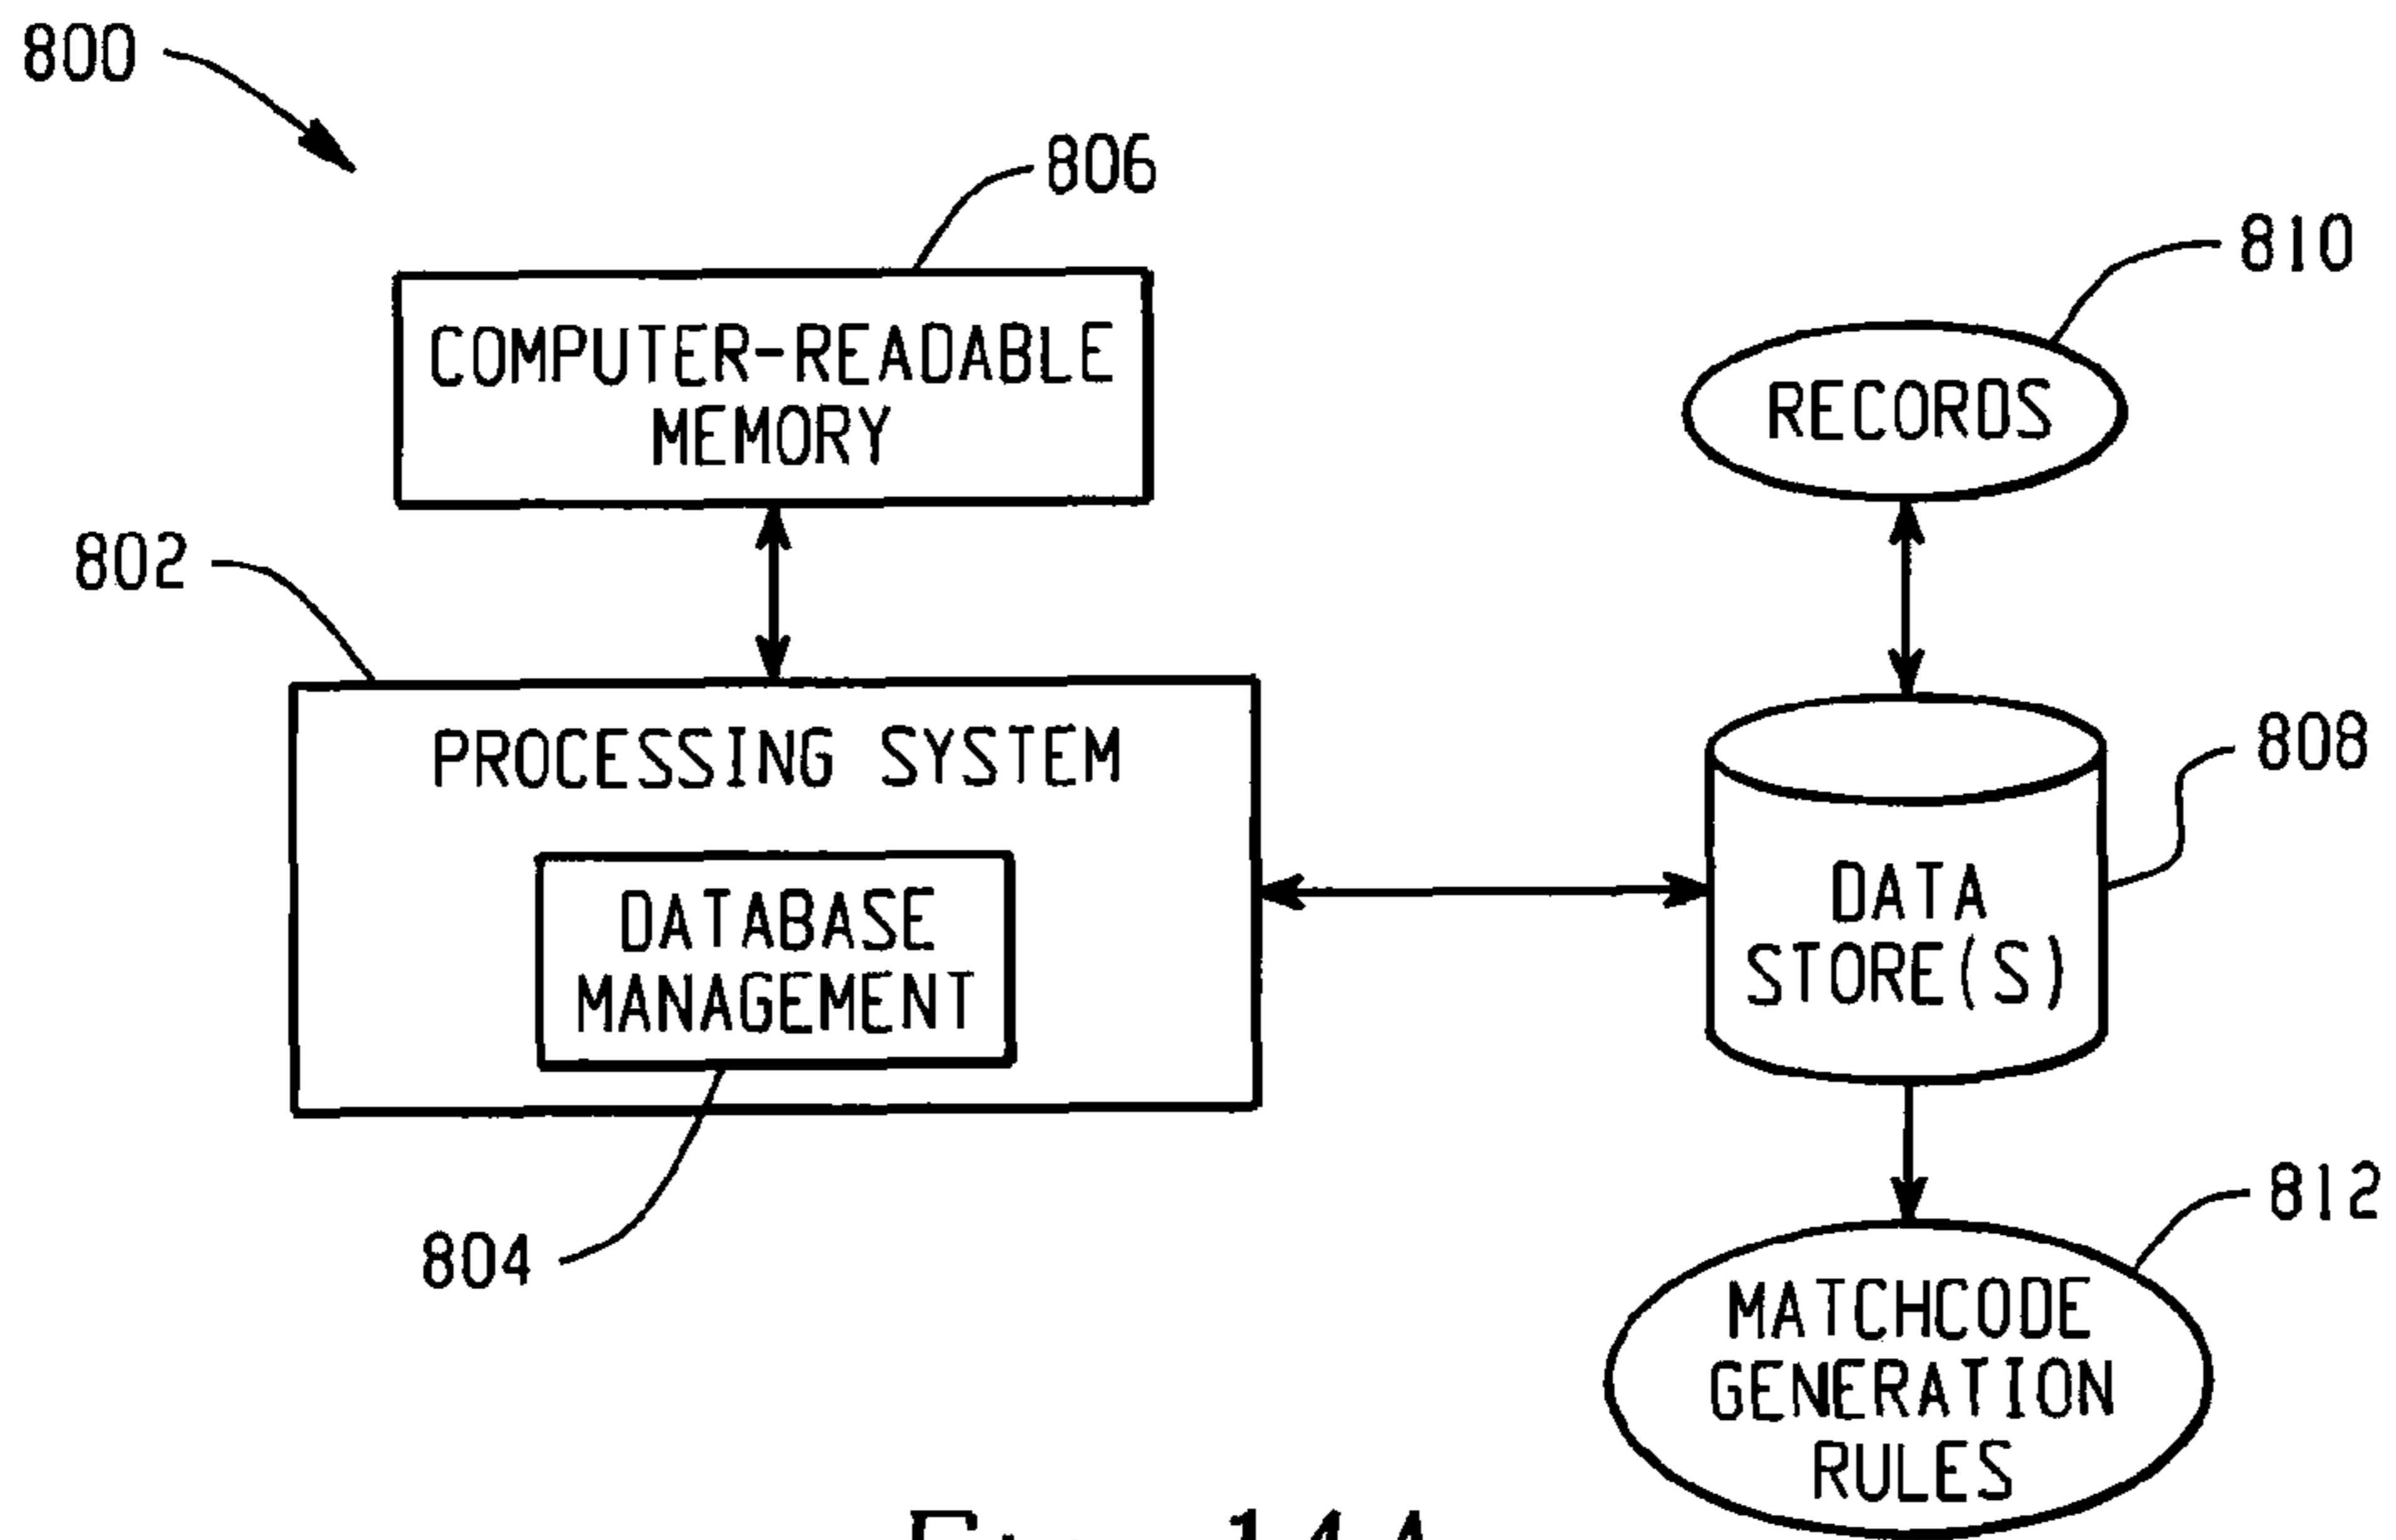 800
806
810
COMPUTER-READABLE
MEMORY
RECORDS
802
PROCESSING SYSTEM
808
DATABASE
MANAGEMENT
DATA
STORE(S)
804
812
MATCHCODE
GENERATION
RULES